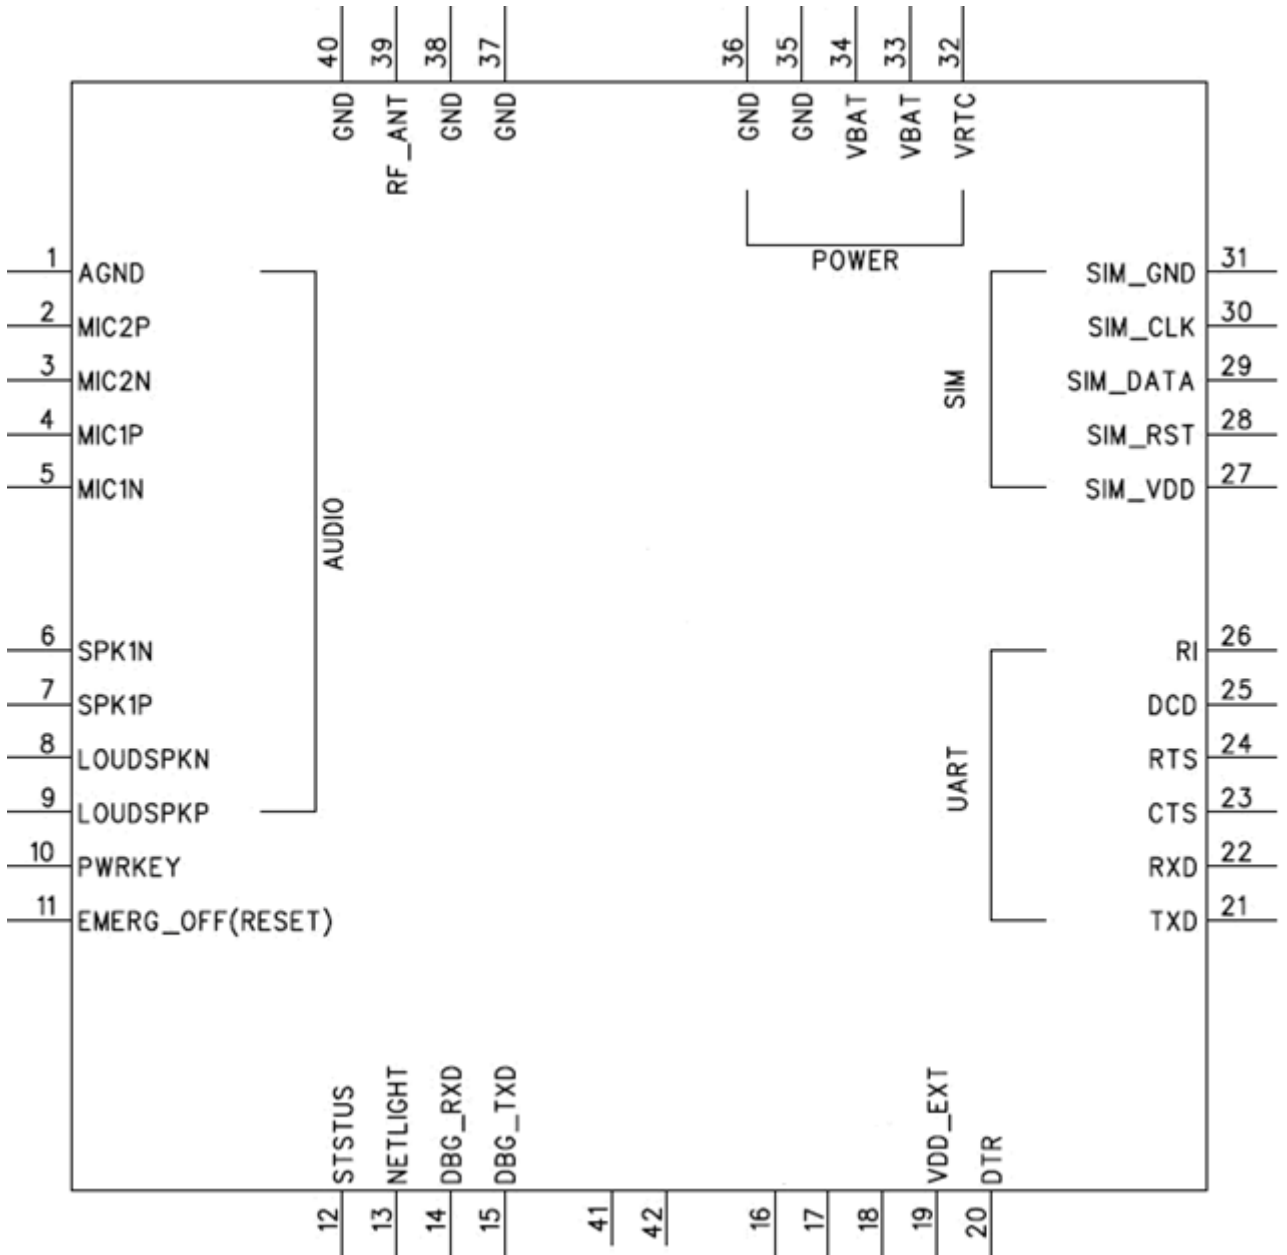 40 39 38 37 36 35 34 33 32
GND RF_ANT GND GND GND GND VBAT VBAT VRTC
POWER
1 AGND SIM_GND 31
2 MIC2P SIM_CLK 30
3 MIC2N SIM SIM_DATA 29
4 MIC1P SIM_RST 28
5 MIC1N SIM_VDD 27
AUDIO
6 SPK1N RI 26
7 SPK1P DCD 25
8 LOUDSPKN UART RTS 24
9 LOUDSPKP CTS 23
10 PWRKEY RXD 22
11 EMERG_OFF(RESET) TXD 21
STSTUS NETLIGHT DBG_RXD DBG_TXD VDD_EXT DTR
12 13 14 15 41 42 16 17 18 19 20